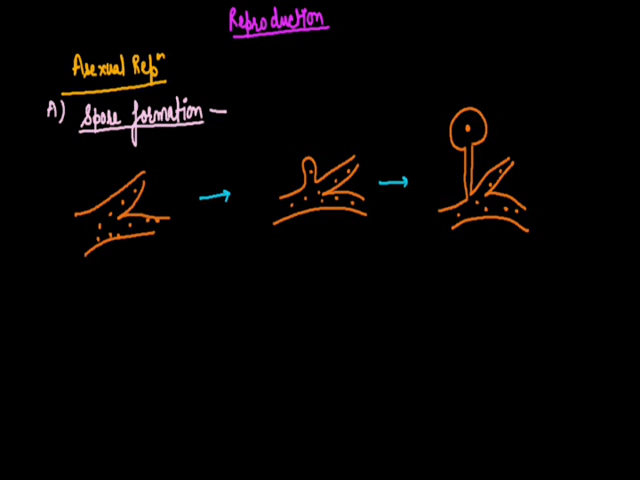 Reproduction
Asexual Repⁿ
A) Spore formation –